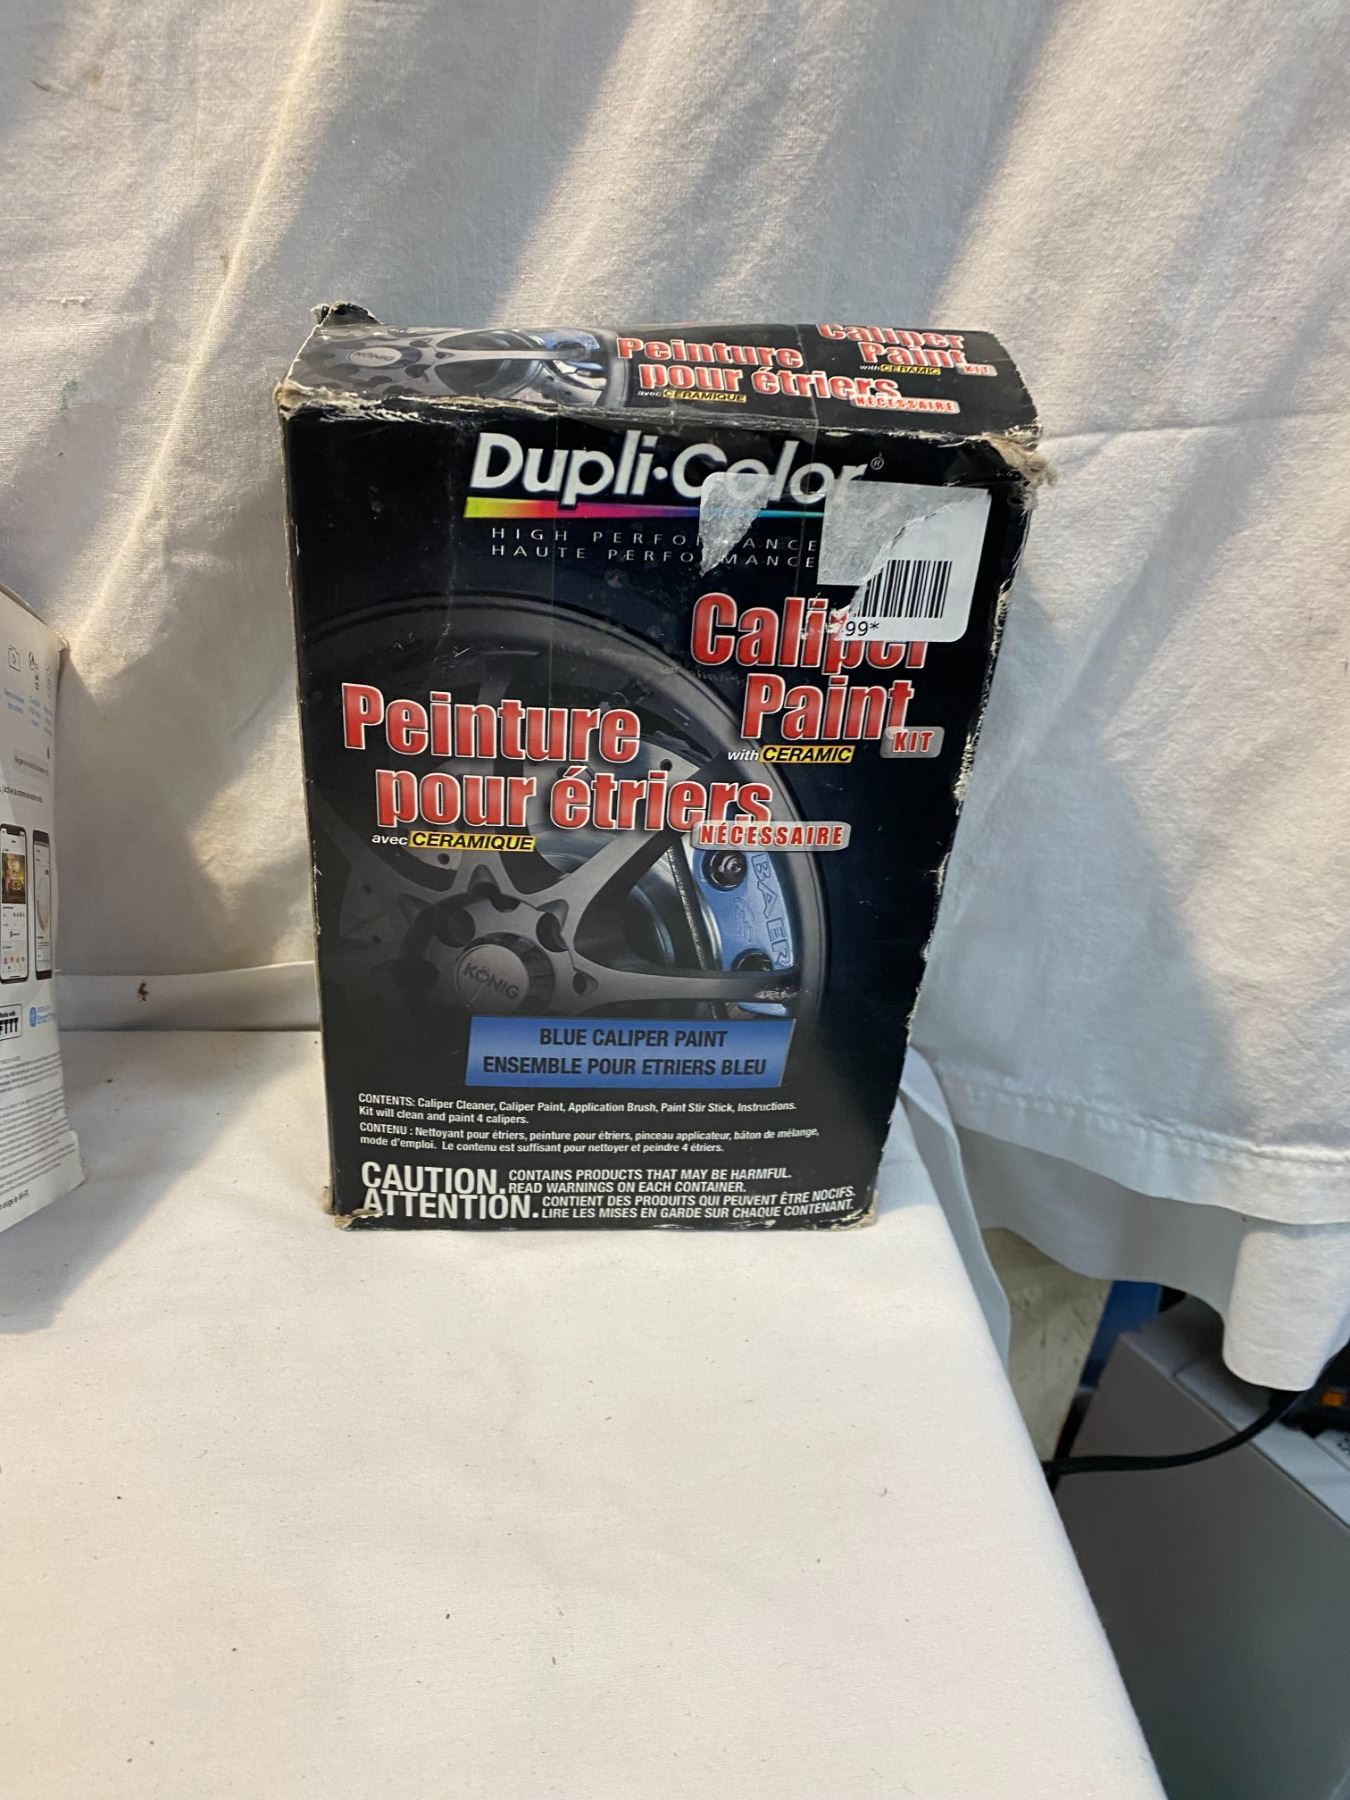 KÖNIG
Peinture
pour étriers
avec CERAMIQUE
NÉCESSAIRE
Caliper
Paint
with CERAMIC KIT
Dupli-Color®
HIGH PERFORMANCE
HAUTE PERFORMANCE
99*
Caliper
Paint
KIT
with CERAMIC
Peinture
pour étriers
avec CERAMIQUE
NÉCESSAIRE
BAER
KÖNIG
BLUE CALIPER PAINT
ENSEMBLE POUR ETRIERS BLEU
CONTENTS: Caliper Cleaner, Caliper Paint, Application Brush, Paint Stir Stick, Instructions.
Kit will clean and paint 4 calipers.
CONTENU : Nettoyant pour étriers, peinture pour étriers, pinceau applicateur, bâton de mélange,
mode d'emploi. Le contenu est suffisant pour nettoyer et peindre 4 étriers.
CAUTION. CONTAINS PRODUCTS THAT MAY BE HARMFUL.
READ WARNINGS ON EACH CONTAINER.
ATTENTION. CONTIENT DES PRODUITS QUI PEUVENT ÊTRE NOCIFS.
LIRE LES MISES EN GARDE SUR CHAQUE CONTENANT.